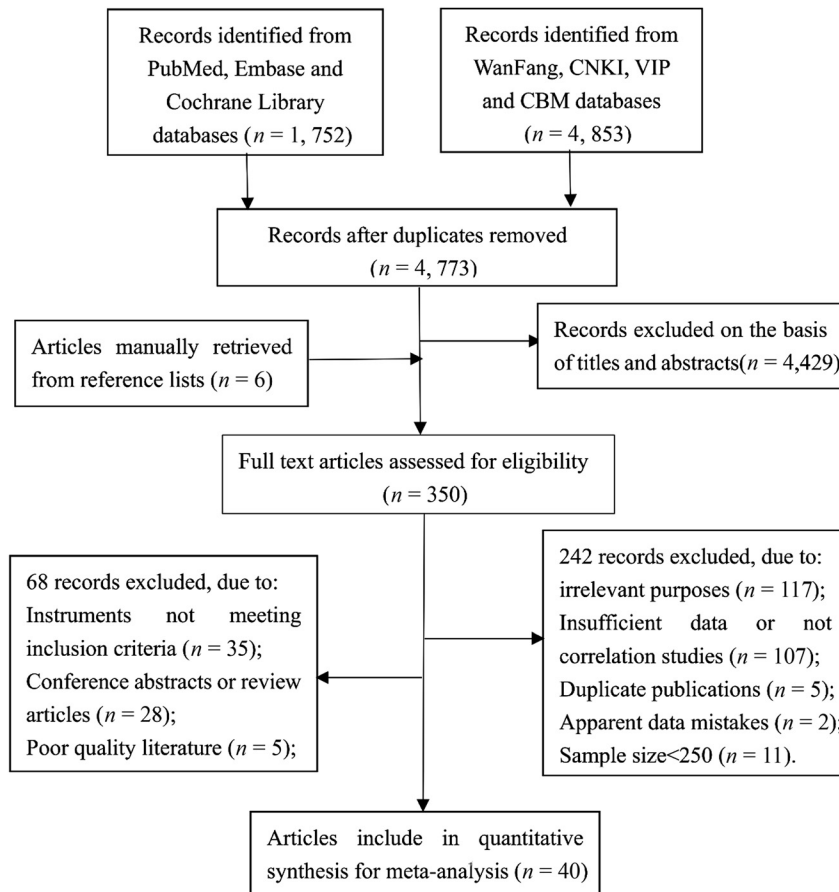 Records identified from
PubMed, Embase and
Cochrane Library
databases (n = 1, 752)
Records identified from
WanFang, CNKI, VIP
and CBM databases
(n = 4, 853)
Records after duplicates removed
(n = 4, 773)
Articles manually retrieved
from reference lists (n = 6)
Records excluded on the basis
of titles and abstracts(n = 4,429)
Full text articles assessed for eligibility
(n = 350)
68 records excluded, due to:
Instruments not meeting
inclusion criteria (n = 35);
Conference abstracts or review
articles (n = 28);
Poor quality literature (n = 5);
242 records excluded, due to:
irrelevant purposes (n = 117);
Insufficient data or not
correlation studies (n = 107);
Duplicate publications (n = 5);
Apparent data mistakes (n = 2);
Sample size<250 (n = 11).
Articles include in quantitative
synthesis for meta-analysis (n = 40)